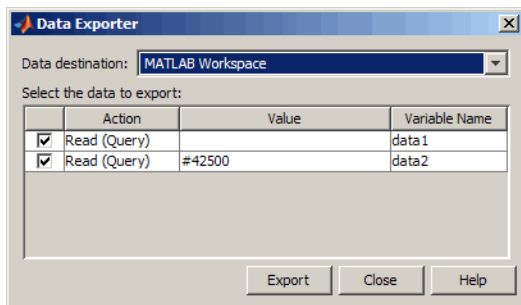 Data Exporter
Data destination: MATLAB Workspace
Select the data to export:
Action Value Variable Name
Read (Query) data1
Read (Query) #42500 data2
Export Close Help